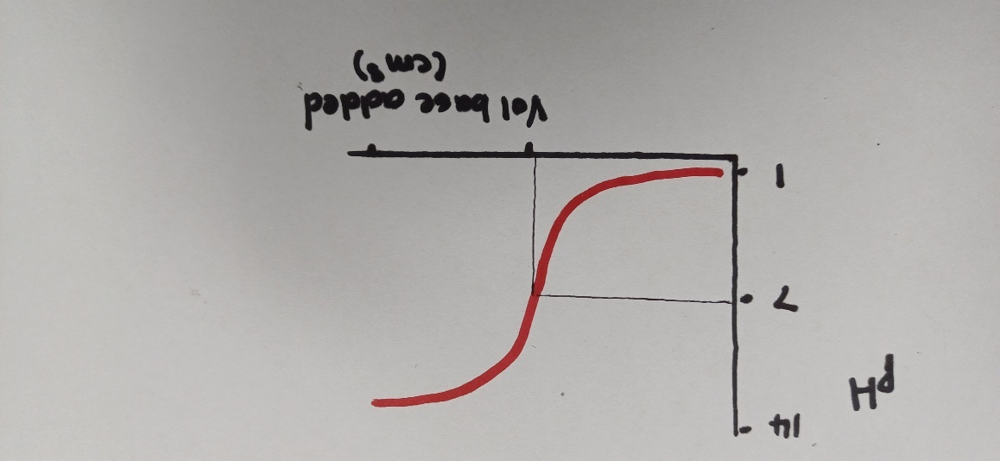 pH
14
7
1
Vol base added
(cm³)